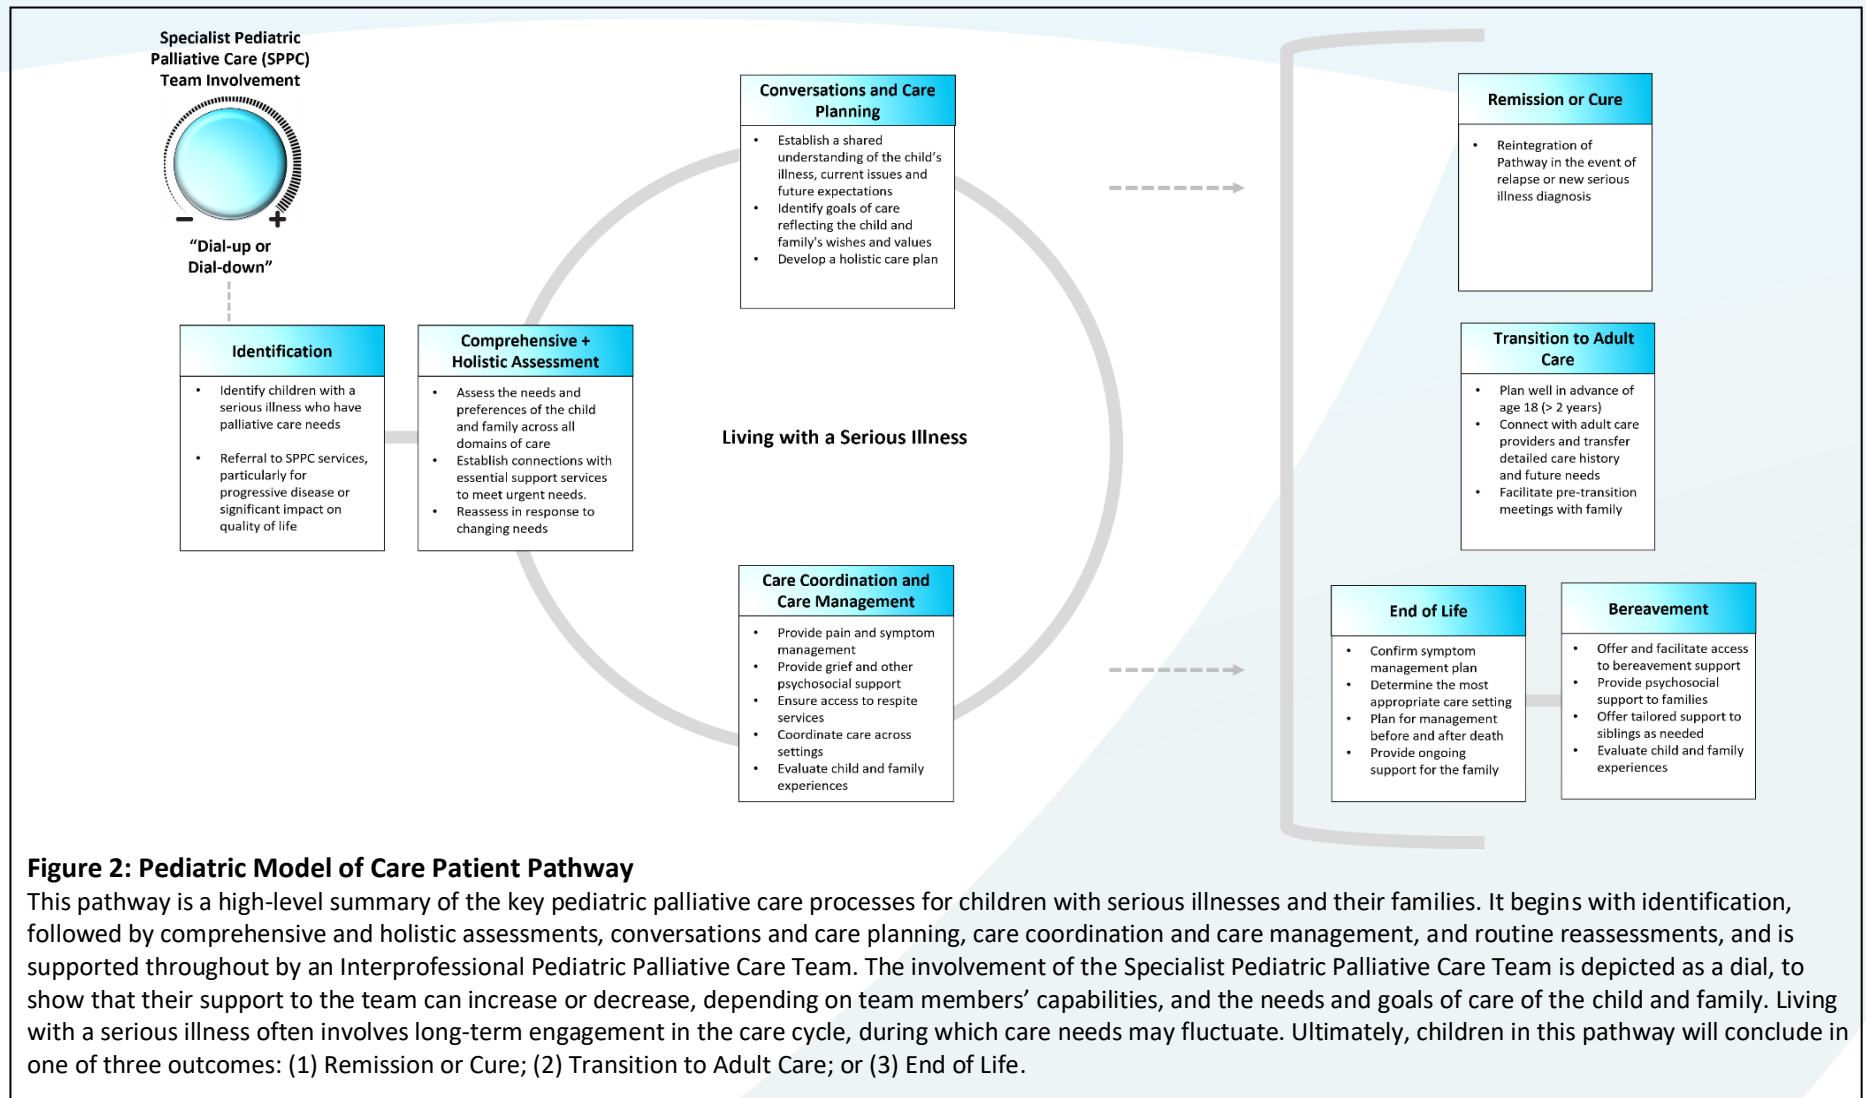 Specialist Pediatric
Palliative Care (SPPC)
Team Involvement
− +
“Dial-up or
Dial-down”
Identification
• Identify children with a
serious illness who have
palliative care needs
• Referral to SPPC services,
particularly for
progressive disease or
significant impact on
quality of life
Comprehensive +
Holistic Assessment
• Assess the needs and
preferences of the child
and family across all
domains of care
• Establish connections with
essential support services
to meet urgent needs.
• Reassess in response to
changing needs
Conversations and Care
Planning
• Establish a shared
understanding of the child’s
illness, current issues and
future expectations
• Identify goals of care
reflecting the child and
family's wishes and values
• Develop a holistic care plan
Living with a Serious Illness
Care Coordination and
Care Management
• Provide pain and symptom
management
• Provide grief and other
psychosocial support
• Ensure access to respite
services
• Coordinate care across
settings
• Evaluate child and family
experiences
Remission or Cure
• Reintegration of
Pathway in the event of
relapse or new serious
illness diagnosis
Transition to Adult
Care
• Plan well in advance of
age 18 (> 2 years)
• Connect with adult care
providers and transfer
detailed care history
and future needs
• Facilitate pre-transition
meetings with family
End of Life
• Confirm symptom
management plan
• Determine the most
appropriate care setting
• Plan for management
before and after death
• Provide ongoing
support for the family
Bereavement
• Offer and facilitate access
to bereavement support
• Provide psychosocial
support to families
• Offer tailored support to
siblings as needed
• Evaluate child and family
experiences
Figure 2: Pediatric Model of Care Patient Pathway
This pathway is a high-level summary of the key pediatric palliative care processes for children with serious illnesses and their families. It begins with identification,
followed by comprehensive and holistic assessments, conversations and care planning, care coordination and care management, and routine reassessments, and is
supported throughout by an Interprofessional Pediatric Palliative Care Team. The involvement of the Specialist Pediatric Palliative Care Team is depicted as a dial, to
show that their support to the team can increase or decrease, depending on team members’ capabilities, and the needs and goals of care of the child and family. Living
with a serious illness often involves long-term engagement in the care cycle, during which care needs may fluctuate. Ultimately, children in this pathway will conclude in
one of three outcomes: (1) Remission or Cure; (2) Transition to Adult Care; or (3) End of Life.